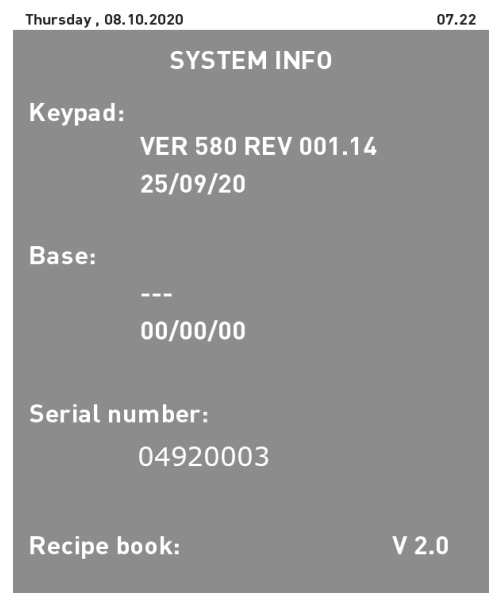 Thursday , 08.10.2020 07.22
SYSTEM INFO
Keypad:
VER 580 REV 001.14
25/09/20
Base:
---
00/00/00
Serial number:
04920003
Recipe book: V 2.0